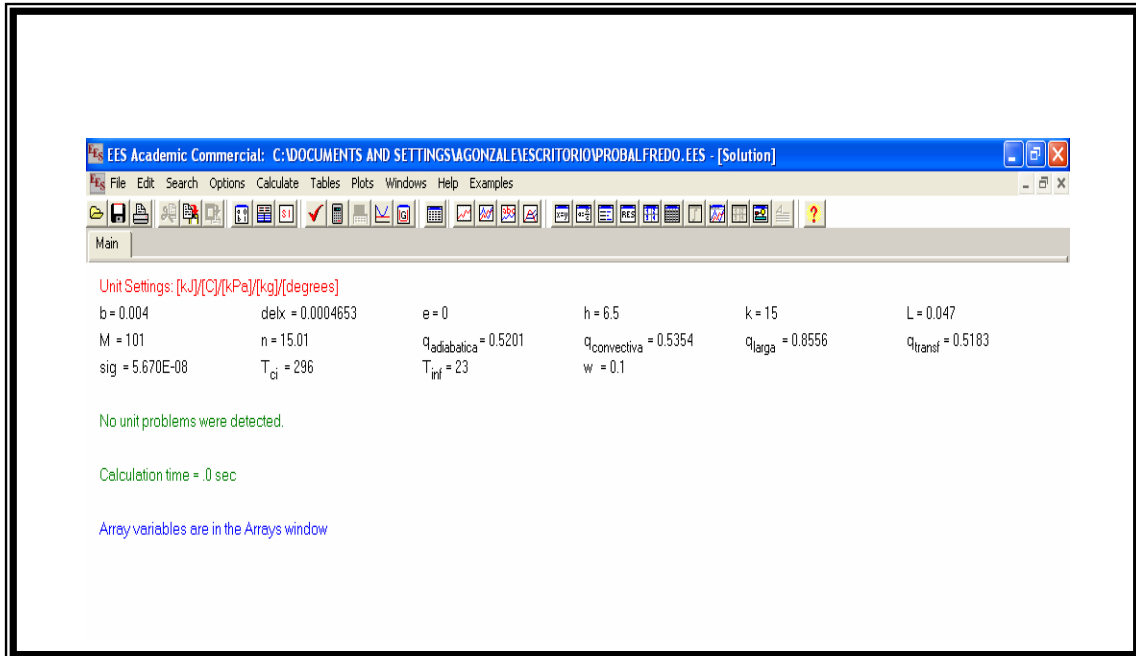 EES Academic Commercial: C:\DOCUMENTS AND SETTINGS\AGONZALE\ESCRITORIO\PROBALFREDO.EES - [Solution]
File Edit Search Options Calculate Tables Plots Windows Help Examples
Main
Unit Settings: [kJ]/[C]/[kPa]/[kg]/[degrees]
b = 0.004 delx = 0.0004653 e = 0 h = 6.5 k = 15 L = 0.047
M = 101 n = 15.01 qadiabatica = 0.5201 qconvectiva = 0.5354 qlarga = 0.8556 qtransf = 0.5183
sig = 5.670E-08 Tci = 296 Tinf = 23 w = 0.1
No unit problems were detected.
Calculation time = .0 sec
Array variables are in the Arrays window